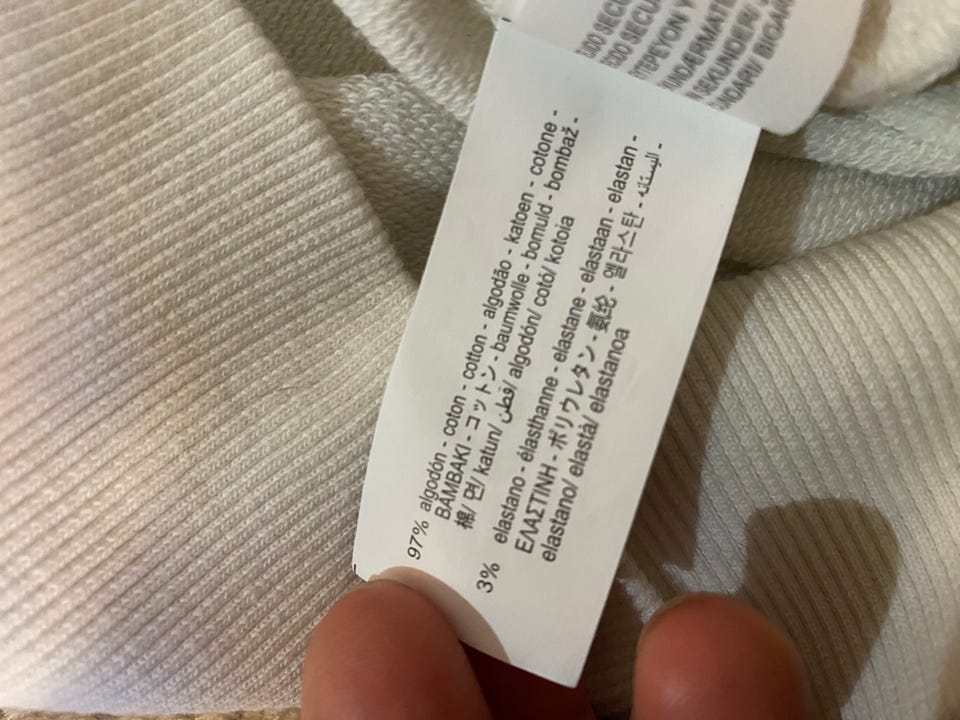 97% algodón - coton - cotton - algodão - katoen - cotone -
BAMBAKI - コットン - baumwolle - bomuld - bombaž -
棉/ 면/ katun/ قطن/ algodón/ cotó/ kotoia
3% elastano - élasthanne - elastane - elastaan - elastan -
ΕΛΑΣΤΙΝΗ - ポリウレタン - 氨纶 - 엘라스탄 - اليستانه -
elastano/ elastà/ elastanoa